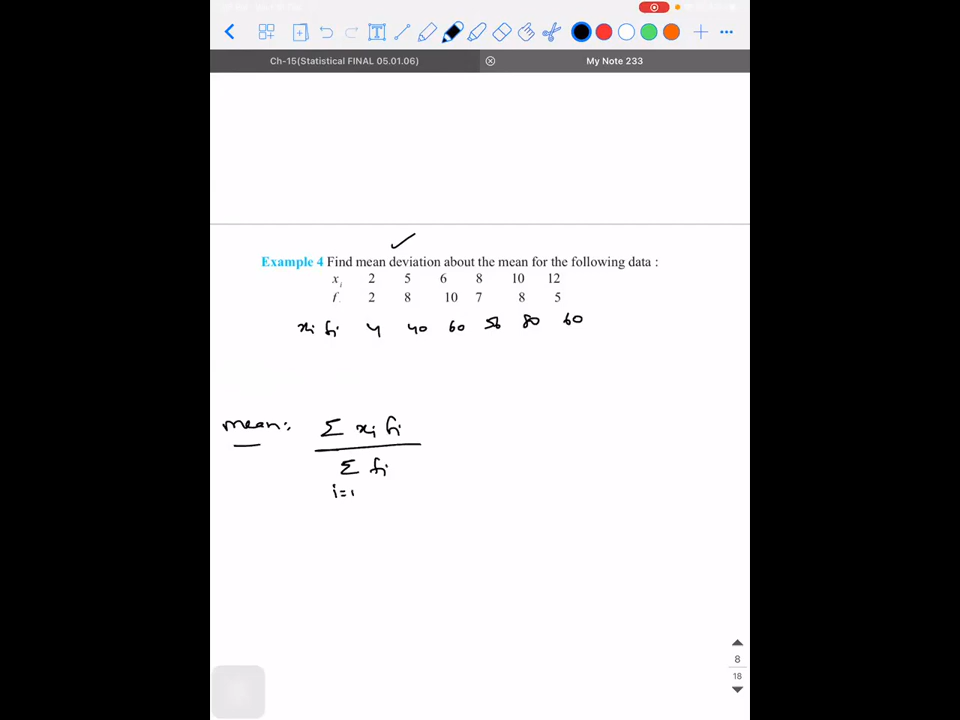 Ch-15(Statistical FINAL 05.01.06)
My Note 233
Example 4 Find mean deviation about the mean for the following data :
xi 2 5 6 8 10 12
f 2 8 10 7 8 5
xi fi 4 40 60 56 80 60
mean: Σ xi fi
Σ fi
i=1
8
18